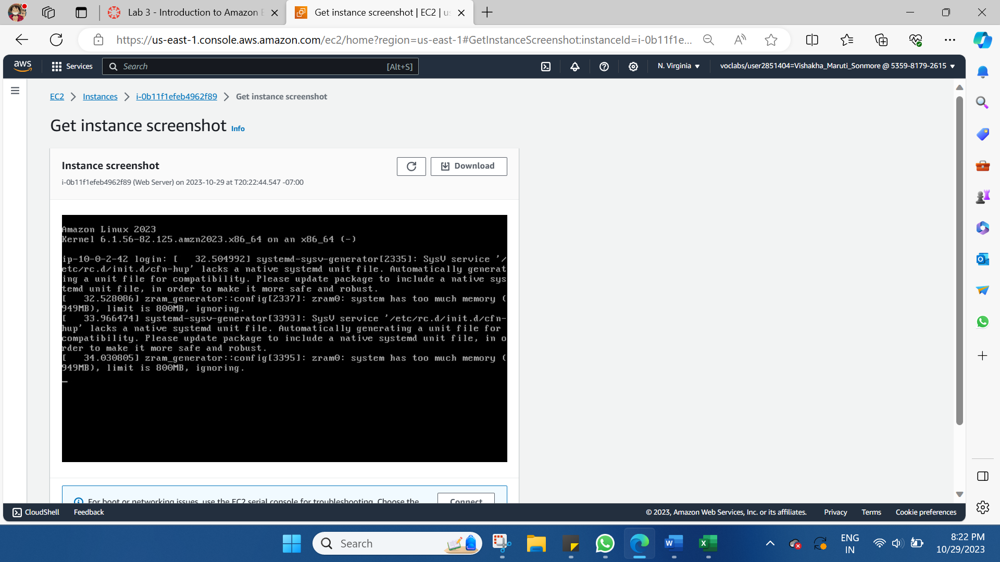 Lab 3 - Introduction to Amazon E
Get instance screenshot | EC2 | us
https://us-east-1.console.aws.amazon.com/ec2/home?region=us-east-1#GetInstanceScreenshot:instanceId=i-0b11f1e...
aws
Services
Search
[Alt+S]
N. Virginia
voclabs/user2851404=Vishakha_Maruti_Sonmore @ 5359-8179-2615
EC2
Instances
i-0b11f1efeb4962f89
Get instance screenshot
Get instance screenshot Info
Instance screenshot
Download
i-0b11f1efeb4962f89 (Web Server) on 2023-10-29 at T20:22:44.547 -07:00
Amazon Linux 2023
Kernel 6.1.56-82.125.amzn2023.x86_64 on an x86_64 (-)
ip-10-0-2-42 login: [   32.504992] systemd-sysv-generator[2335]: SysV service '/
etc/rc.d/init.d/cfn-hup' lacks a native systemd unit file. Automatically generat
ing a unit file for compatibility. Please update package to include a native sys
temd unit file, in order to make it more safe and robust.
[   32.528086] zram_generator::config[2337]: zram0: system has too much memory (
949MB), limit is 800MB, ignoring.
[   33.966474] systemd-sysv-generator[3393]: SysV service '/etc/rc.d/init.d/cfn-
hup' lacks a native systemd unit file. Automatically generating a unit file for
compatibility. Please update package to include a native systemd unit file, in o
rder to make it more safe and robust.
[   34.030805] zram_generator::config[3395]: zram0: system has too much memory (
949MB), limit is 800MB, ignoring.
For boot or networking issues, use the EC2 serial console for troubleshooting. Choose the
Connect
CloudShell
Feedback
© 2023, Amazon Web Services, Inc. or its affiliates.
Privacy
Terms
Cookie preferences
Search
ENG
IN
8:22 PM
10/29/2023